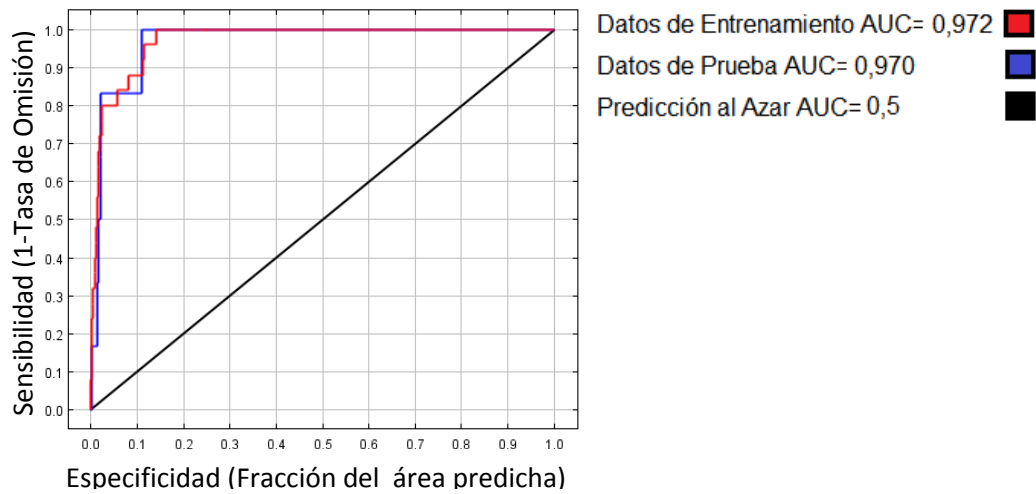 Sensibilidad (1-Tasa de Omisión)
1.0
0.9
0.8
0.7
0.6
0.5
0.4
0.3
0.2
0.1
0.0
0.0 0.1 0.2 0.3 0.4 0.5 0.6 0.7 0.8 0.9 1.0
Especificidad (Fracción del área predicha)
Datos de Entrenamiento AUC= 0,972
Datos de Prueba AUC= 0,970
Predicción al Azar AUC= 0,5